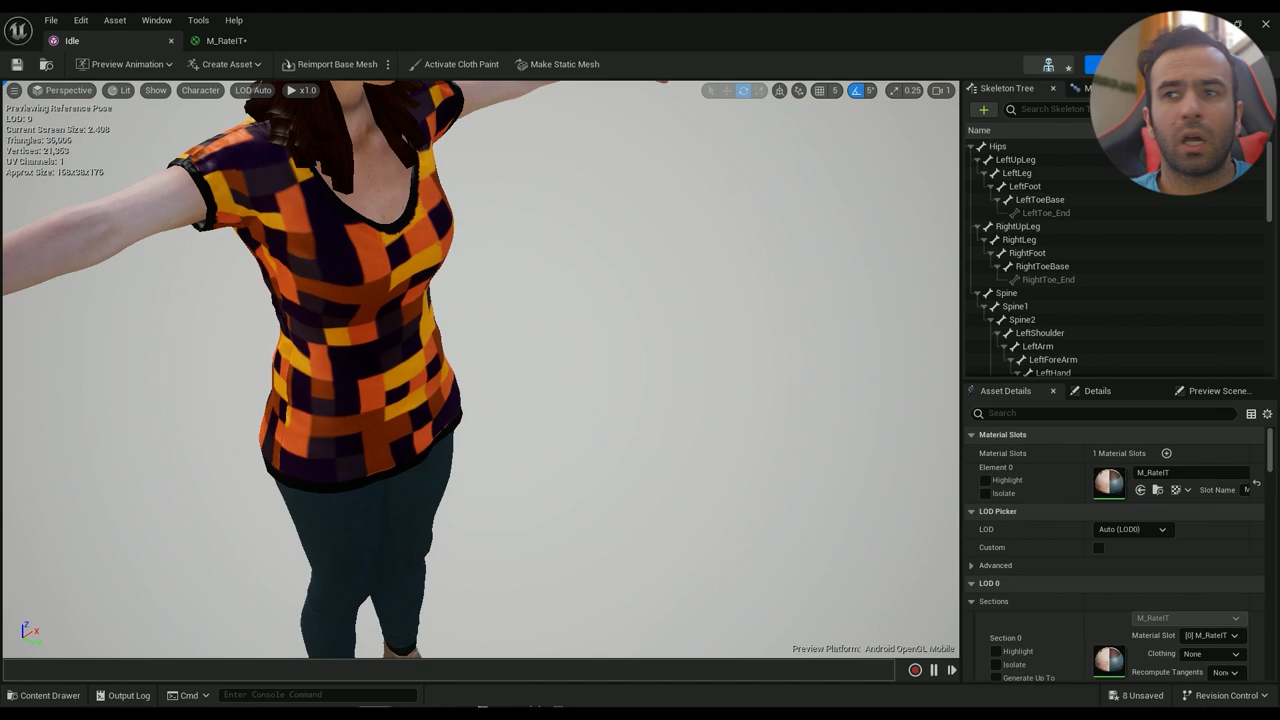 File Edit Asset Window Tools Help
Idle
M_RateIT•
Preview Animation
Create Asset
Reimport Base Mesh
Activate Cloth Paint
Make Static Mesh
Perspective
Lit
Show
Character
LOD Auto
x1.0
5
5°
0.25
1
Previewing Reference Pose
LOD: 0
Current Screen Size: 2.408
Triangles: 36,006
Vertices: 21,353
UV Channels: 1
Approx Size: 158x38x175
Preview Platform: Android OpenGL Mobile
Skeleton Tree
M
Search Skeleton T
Name
Hips
LeftUpLeg
LeftLeg
LeftFoot
LeftToeBase
LeftToe_End
RightUpLeg
RightLeg
RightFoot
RightToeBase
RightToe_End
Spine
Spine1
Spine2
LeftShoulder
LeftArm
LeftForeArm
LeftHand
Asset Details
Details
Preview Scene...
Search
Material Slots
Material Slots
1 Material Slots
Element 0
M_RateIT
Highlight
Isolate
Slot Name
M
LOD Picker
LOD
Auto (LOD0)
Custom
Advanced
LOD 0
Sections
M_RateIT
Material Slot
[0] M_RateIT
Section 0
Highlight
Clothing
None
Isolate
Recompute Tangents
Generate Up To
Content Drawer
Output Log
Cmd
Enter Console Command
8 Unsaved
Revision Control